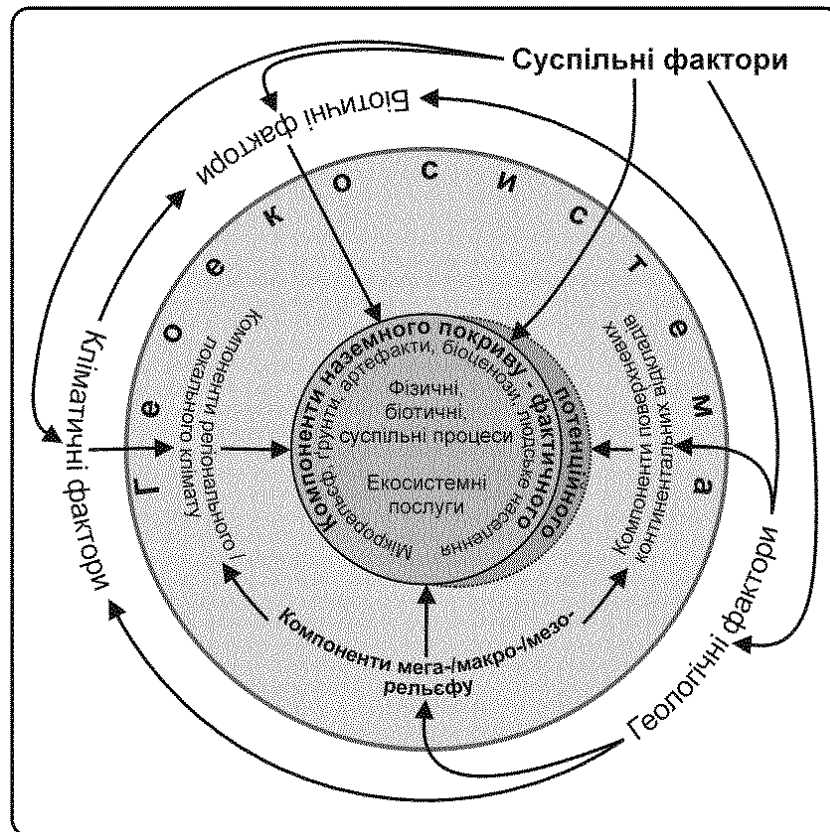 Суспільні фактори
Біотичні фактори
Кліматичні фактори
Геологічні фактори
Геоекосистема
Компоненти регіонального /
локального клімату
Компоненти поверхневих
континентальних відкладів
Компоненти мега-/макро-/мезо-
рельєфу
Компоненти наземного покриву - фактичного
потенційного
Мікрорельєф, ґрунти, артефакти, біоценози, людське населення
Фізичні,
біотичні,
суспільні процеси
Екосистемні
послуги